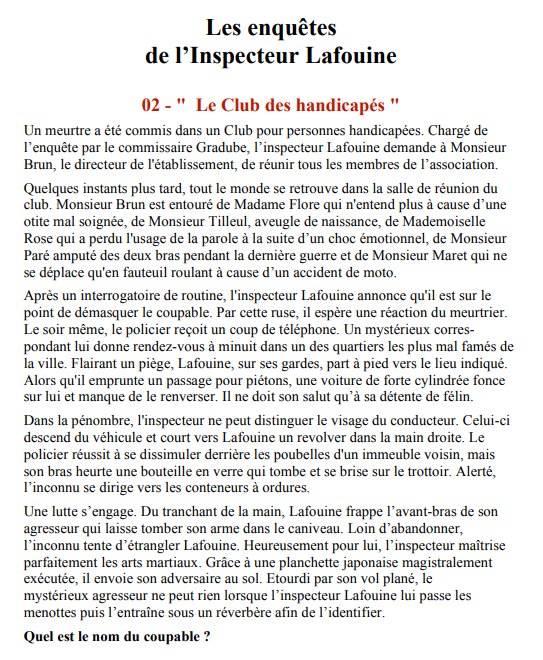 Les enquêtes
de l’Inspecteur Lafouine
02 - " Le Club des handicapés "
Un meurtre a été commis dans un Club pour personnes handicapées. Chargé de
l’enquête par le commissaire Gradube, l’inspecteur Lafouine demande à Monsieur
Brun, le directeur de l'établissement, de réunir tous les membres de l’association.
Quelques instants plus tard, tout le monde se retrouve dans la salle de réunion du
club. Monsieur Brun est entouré de Madame Flore qui n'entend plus à cause d’une
otite mal soignée, de Monsieur Tilleul, aveugle de naissance, de Mademoiselle
Rose qui a perdu l'usage de la parole à la suite d’un choc émotionnel, de Monsieur
Paré amputé des deux bras pendant la dernière guerre et de Monsieur Maret qui ne
se déplace qu'en fauteuil roulant à cause d’un accident de moto.
Après un interrogatoire de routine, l'inspecteur Lafouine annonce qu'il est sur le
point de démasquer le coupable. Par cette ruse, il espère une réaction du meurtrier.
Le soir même, le policier reçoit un coup de téléphone. Un mystérieux corres-
pondant lui donne rendez-vous à minuit dans un des quartiers les plus mal famés de
la ville. Flairant un piège, Lafouine, sur ses gardes, part à pied vers le lieu indiqué.
Alors qu'il emprunte un passage pour piétons, une voiture de forte cylindrée fonce
sur lui et manque de le renverser. Il ne doit son salut qu’à sa détente de félin.
Dans la pénombre, l'inspecteur ne peut distinguer le visage du conducteur. Celui-ci
descend du véhicule et court vers Lafouine un revolver dans la main droite. Le
policier réussit à se dissimuler derrière les poubelles d'un immeuble voisin, mais
son bras heurte une bouteille en verre qui tombe et se brise sur le trottoir. Alerté,
l’inconnu se dirige vers les conteneurs à ordures.
Une lutte s’engage. Du tranchant de la main, Lafouine frappe l’avant-bras de son
agresseur qui laisse tomber son arme dans le caniveau. Loin d’abandonner,
l’inconnu tente d’étrangler Lafouine. Heureusement pour lui, l’inspecteur maîtrise
parfaitement les arts martiaux. Grâce à une planchette japonaise magistralement
exécutée, il envoie son adversaire au sol. Etourdi par son vol plané, le
mystérieux agresseur ne peut rien lorsque l’inspecteur Lafouine lui passe les
menottes puis l’entraîne sous un réverbère afin de l’identifier.
Quel est le nom du coupable ?